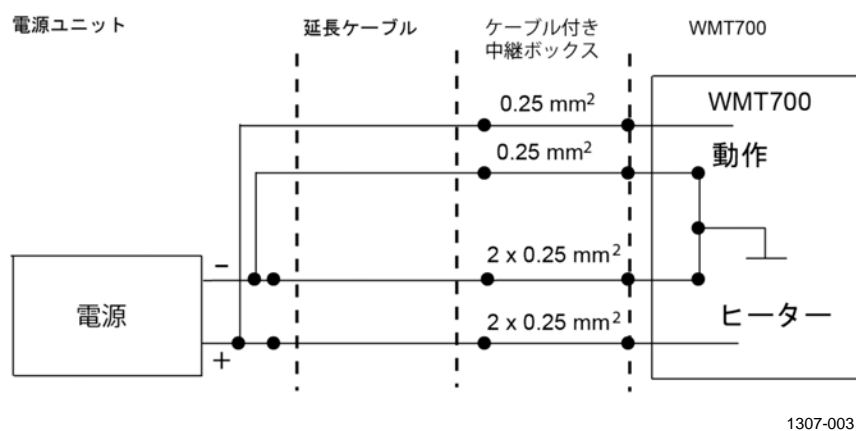 電源ユニット
延長ケーブル
ケーブル付き
中継ボックス
WMT700
WMT700
0.25 mm²
0.25 mm²
動作
2 x 0.25 mm²
−
電源
ヒーター
2 x 0.25 mm²
+
1307-003